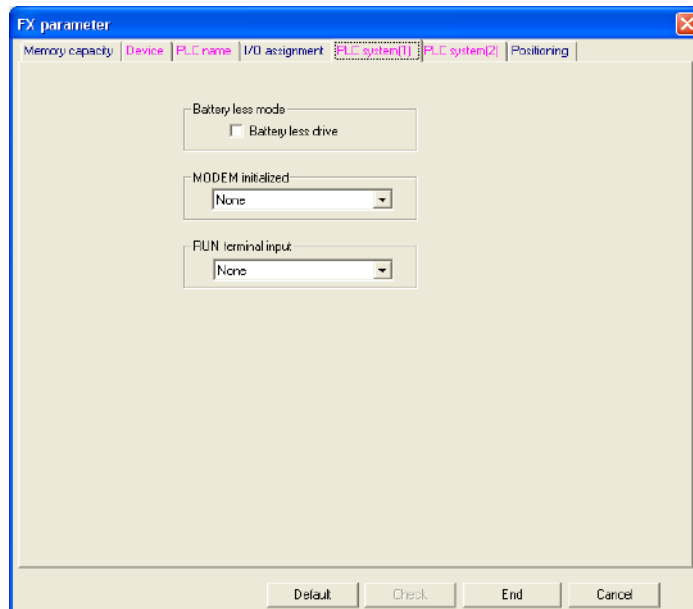 FX parameter
Memory capacity Device PLC name I/O assignment PLC system(1) PLC system(2) Positioning
Battery less mode
Battery less drive
MODEM initialized
None
RUN terminal input
None
Default Check End Cancel